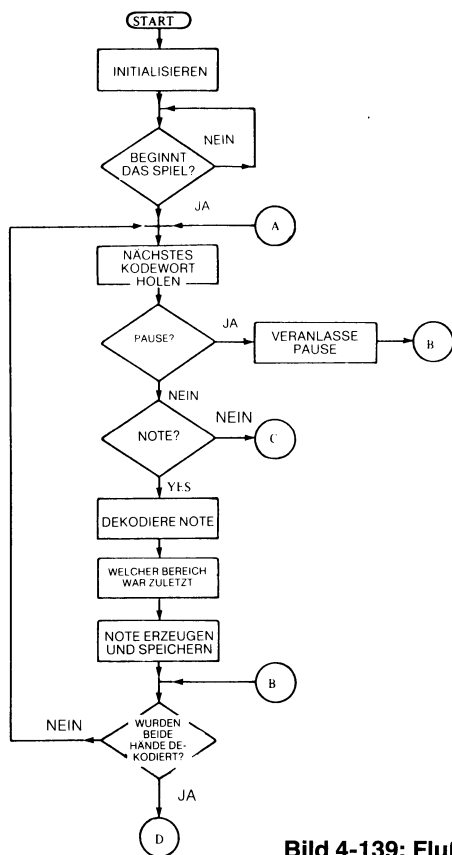 START
INITIALISIEREN
NEIN
BEGINNT
DAS SPIEL?
JA
A
NÄCHSTES
KODEWORT
HOLEN
PAUSE?
JA
VERANLASSE
PAUSE
B
NEIN
NOTE?
NEIN
C
YES
DEKODIERE NOTE
WELCHER BEREICH
WAR ZULETZT
NOTE ERZEUGEN
UND SPEICHERN
B
NEIN
WURDEN
BEIDE
HÄNDE DE-
KODIERT?
JA
D
Bild 4-139: Fluß